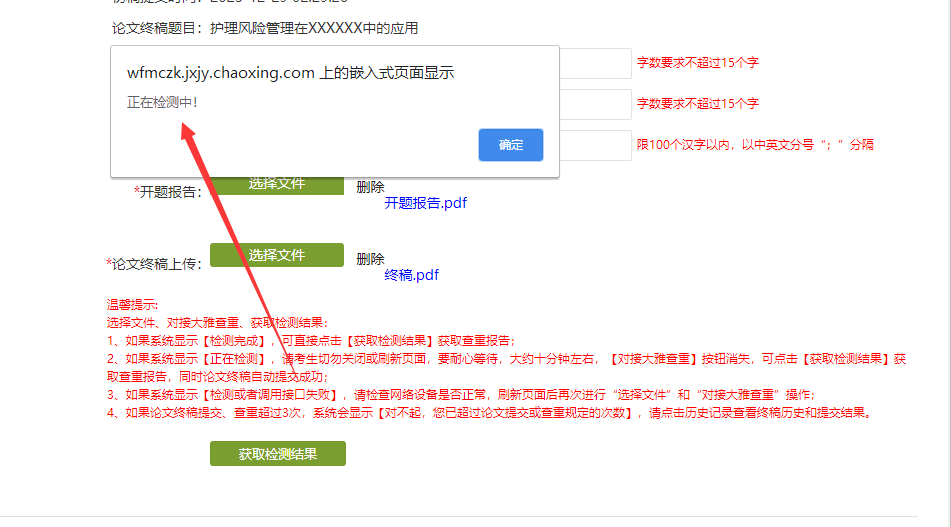 论文终稿题目：护理风险管理在XXXXXX中的应用
wfmczk.jxjy.chaoxing.com 上的嵌入式页面显示
正在检测中！
确定
字数要求不超过15个字
字数要求不超过15个字
限100个汉字以内，以中英文分号“；”分隔
*开题报告：
选择文件
删除
开题报告.pdf
*论文终稿上传：
选择文件
删除
终稿.pdf
温馨提示:
选择文件、对接大雅查重、获取检测结果：
1、如果系统显示【检测完成】，可直接点击【获取检测结果】获取查重报告；
2、如果系统显示【正在检测】，请考生切勿关闭或刷新页面，要耐心等待，大约十分钟左右，【对接大雅查重】按钮消失，可点击【获取检测结果】获
取查重报告，同时论文终稿自动提交成功；
3、如果系统显示【检测或者调用接口失败】，请检查网络设备是否正常，刷新页面后再次进行“选择文件”和“对接大雅查重”操作；
4、如果论文终稿提交、查重超过3次，系统会显示【对不起，您已超过论文提交或查重规定的次数】，请点击历史记录查看终稿历史和提交结果。
获取检测结果